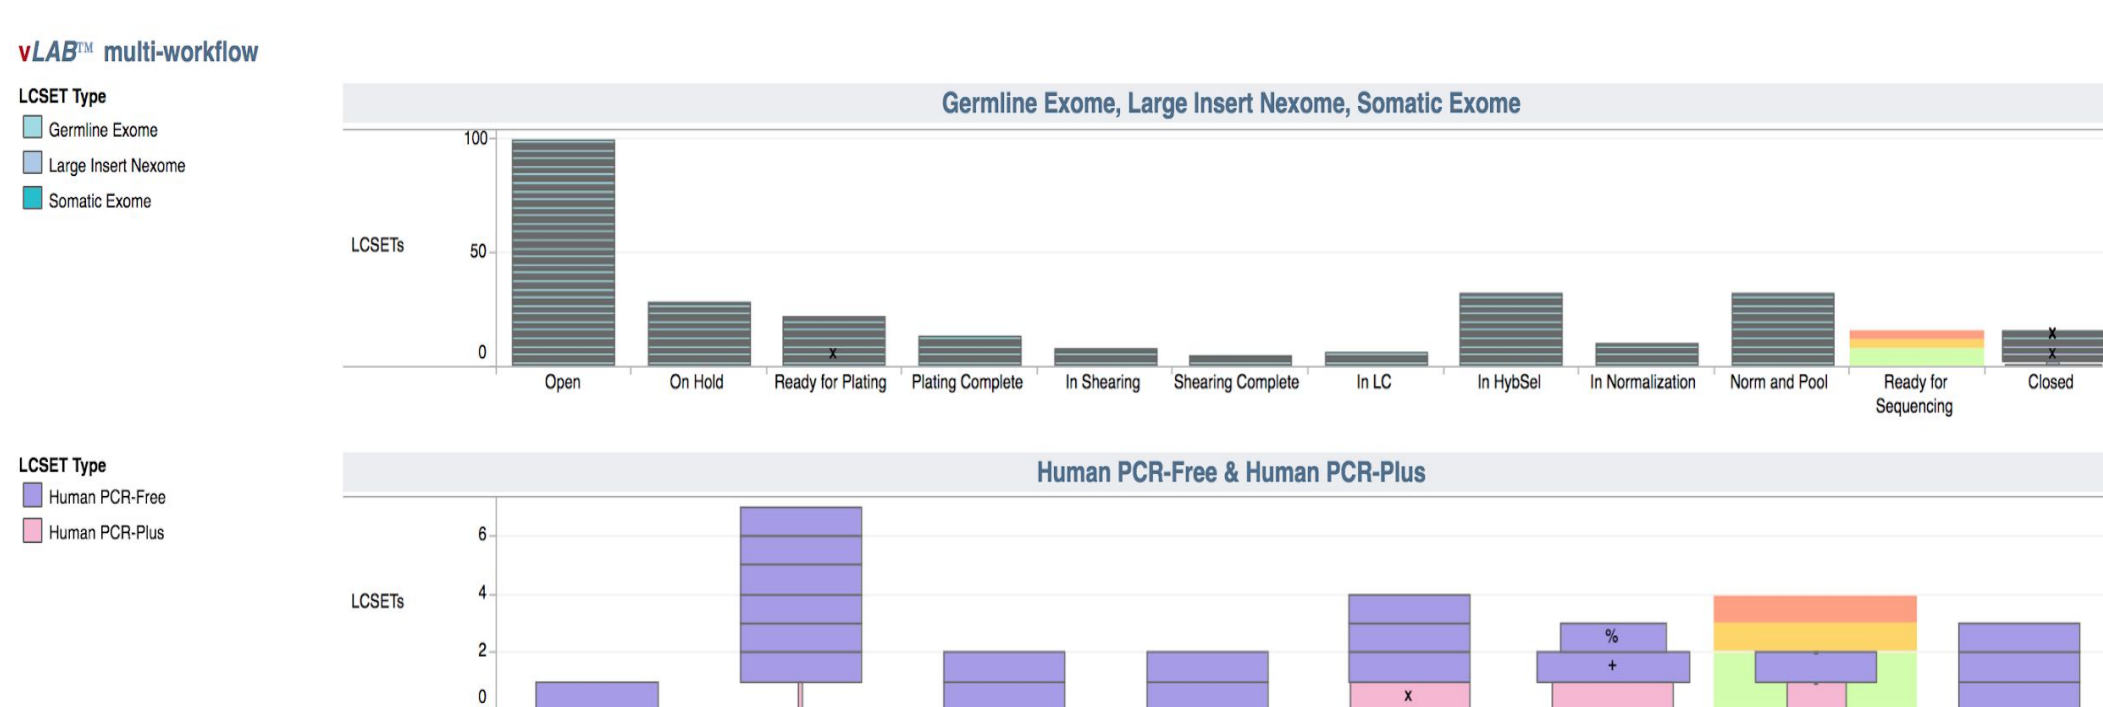 vLAB™ multi-workflow
LCSET Type
Germline Exome
Large Insert Nexome
Somatic Exome
Germline Exome, Large Insert Nexome, Somatic Exome
100
LCSETs
50
0
x
x
x
Open On Hold Ready for Plating Plating Complete In Shearing Shearing Complete In LC In HybSel In Normalization Norm and Pool Ready for Sequencing Closed
LCSET Type
Human PCR-Free
Human PCR-Plus
Human PCR-Free & Human PCR-Plus
6
LCSETs
4
2
0
%
+
x